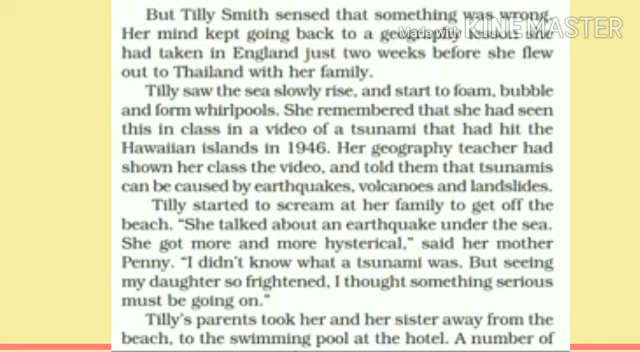 But Tilly Smith sensed that something was wrong.
Made with KINEMASTER
Her mind kept going back to a geography lesson she
had taken in England just two weeks before she flew
out to Thailand with her family.
Tilly saw the sea slowly rise, and start to foam, bubble
and form whirlpools. She remembered that she had seen
this in class in a video of a tsunami that had hit the
Hawaiian islands in 1946. Her geography teacher had
shown her class the video, and told them that tsunamis
can be caused by earthquakes, volcanoes and landslides.
Tilly started to scream at her family to get off the
beach. “She talked about an earthquake under the sea.
She got more and more hysterical,” said her mother
Penny. “I didn't know what a tsunami was. But seeing
my daughter so frightened, I thought something serious
must be going on.”
Tilly's parents took her and her sister away from the
beach, to the swimming pool at the hotel. A number of